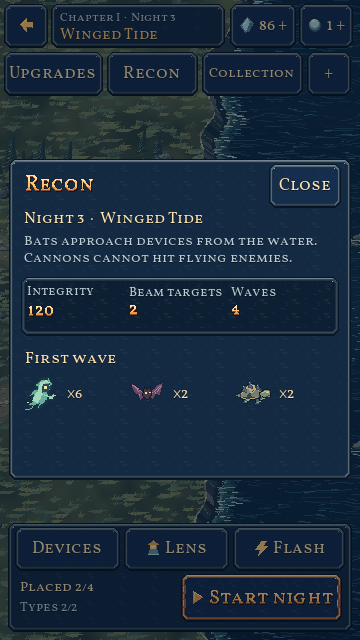 Chapter I · Night 3
Winged Tide
86 +
1 +
Upgrades
Recon
Collection
+
Recon
Close
Night 3 · Winged Tide
Bats approach devices from the water.
Cannons cannot hit flying enemies.
Integrity
Beam targets
Waves
120
2
4
First wave
x6
x2
x2
Devices
Lens
Flash
Placed 2/4
Types 2/2
Start night